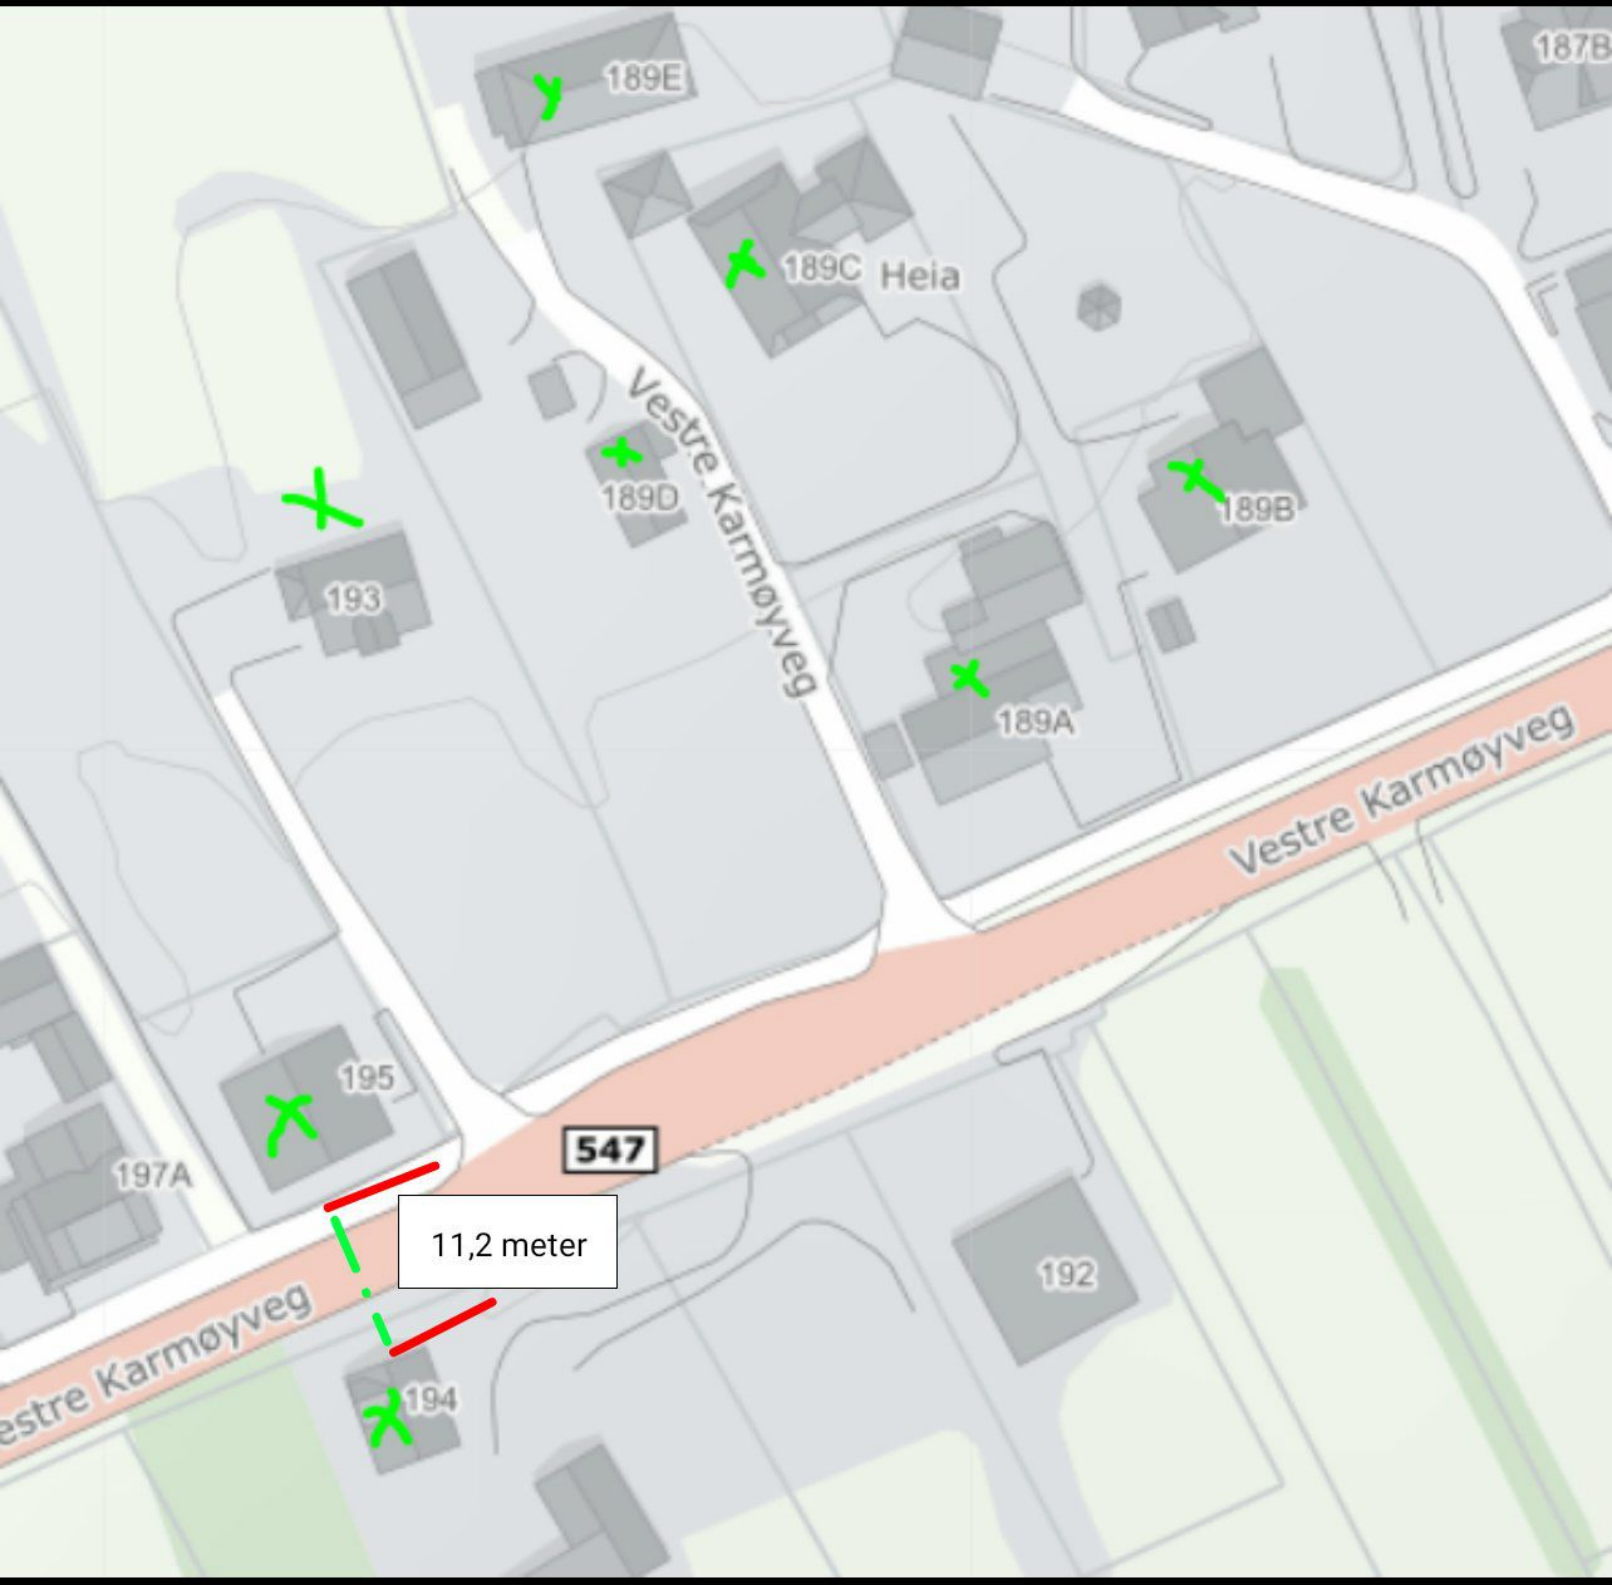 189E
187B
189C Heia
Vestre Karmøyveg
189D
189B
193
189A
Vestre Karmøyveg
195
547
197A
11,2 meter
192
estre Karmøyveg
194